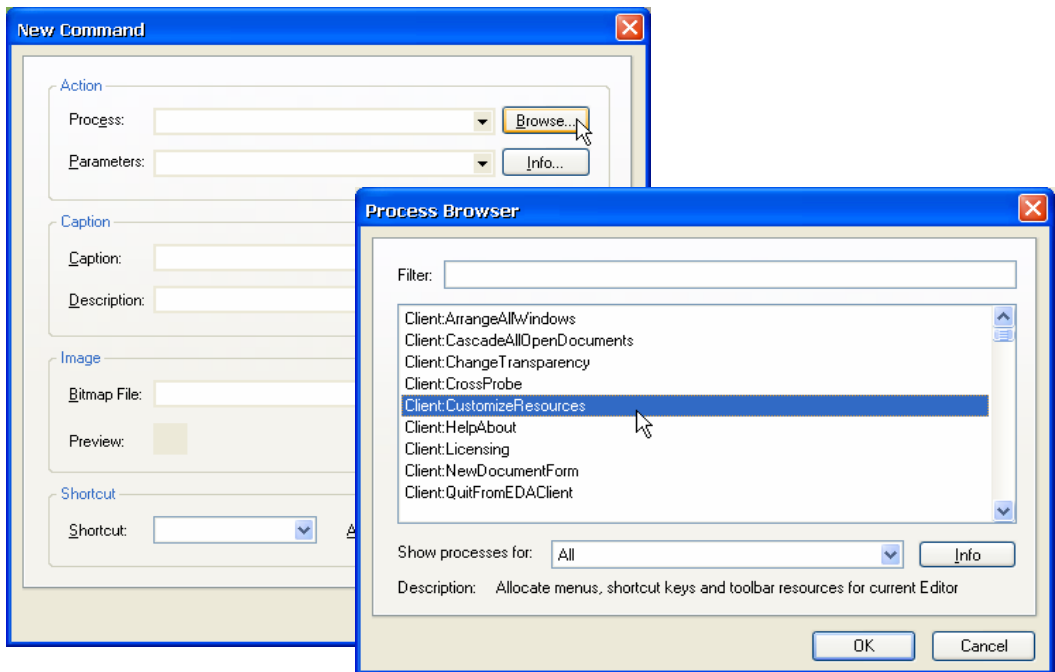 New Command
Action
Process:
Browse...
Parameters:
Info...
Caption
Caption:
Description:
Image
Bitmap File:
Preview:
Shortcut
Shortcut:
A
Process Browser
Filter:
Client:ArrangeAllWindows
Client:CascadeAllOpenDocuments
Client:ChangeTransparency
Client:CrossProbe
Client:CustomizeResources
Client:HelpAbout
Client:Licensing
Client:NewDocumentForm
Client:QuitFromEDAClient
Show processes for: All Info
Description: Allocate menus, shortcut keys and toolbar resources for current Editor
OK Cancel